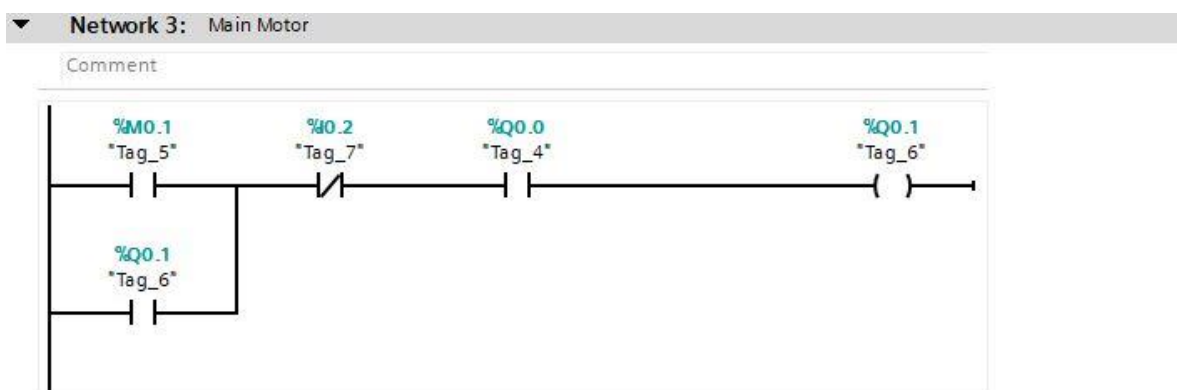 Network 3: Main Motor
Comment
%M0.1 %I0.2 %Q0.0 %Q0.1
"Tag_5" "Tag_7" "Tag_4" "Tag_6"
%Q0.1
"Tag_6"